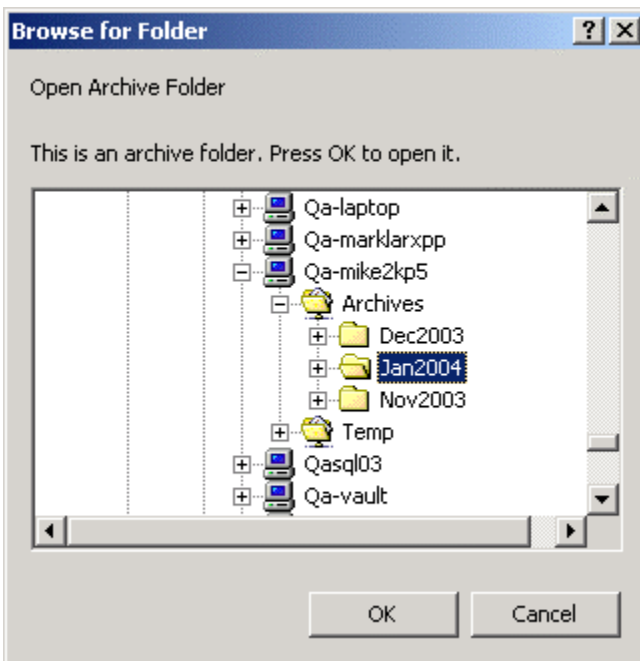 Browse for Folder
Open Archive Folder
This is an archive folder. Press OK to open it.
Qa-laptop
Qa-marklarxpp
Qa-mike2kp5
Archives
Dec2003
Jan2004
Nov2003
Temp
Qasql03
Qa-vault
OK Cancel